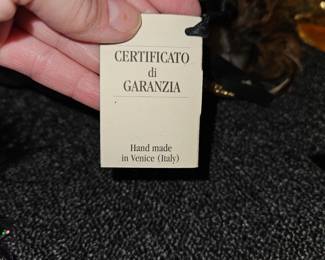 CERTIFICATO
di
GARANZIA
Hand made
in Venice (Italy)